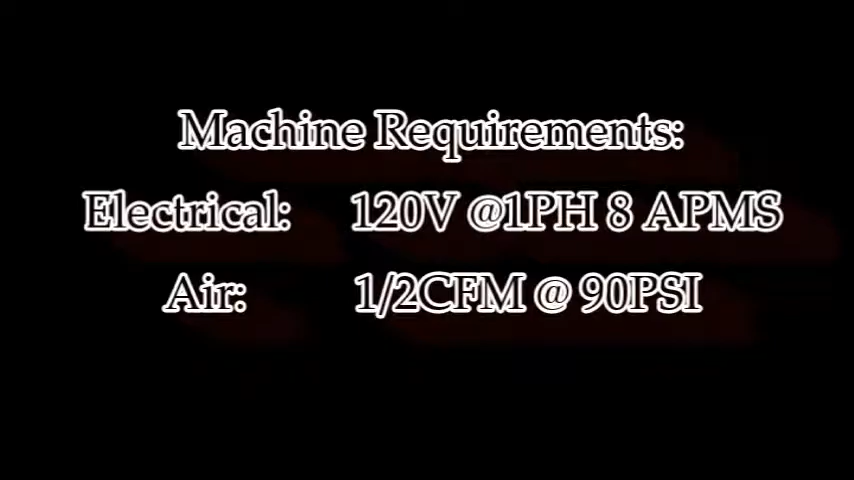 Machine Requirements:
Electrical: 120V @1PH 8 APMS
Air: 1/2CFM @ 90PSI